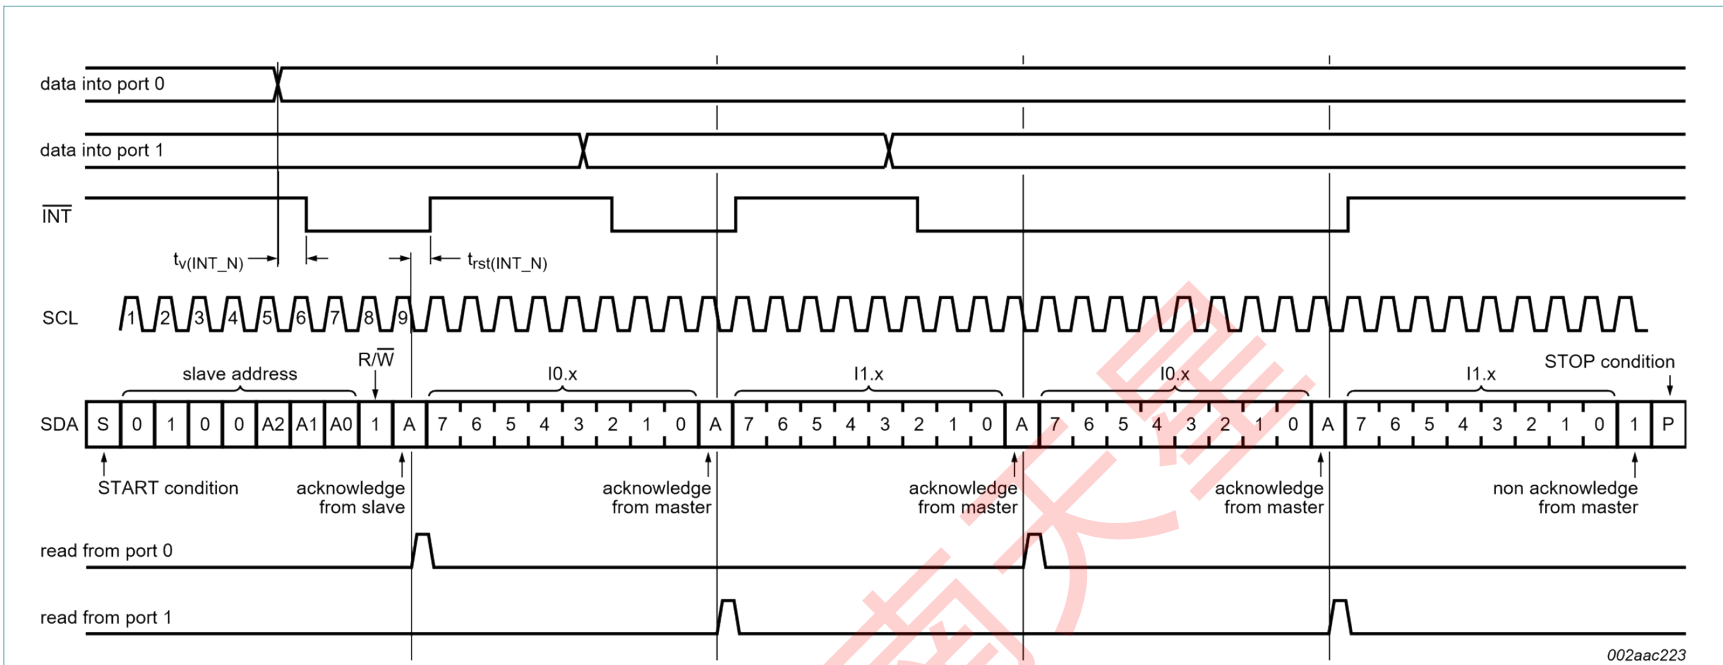 data into port 0
data into port 1
INT
tv(INT_N)
trst(INT_N)
SCL
1 2 3 4 5 6 7 8 9
R/W
STOP condition
slave address
I0.x
I1.x
I0.x
I1.x
SDA S 0 1 0 0 A2 A1 A0 1 A 7 6 5 4 3 2 1 0 A 7 6 5 4 3 2 1 0 A 7 6 5 4 3 2 1 0 A 7 6 5 4 3 2 1 0 1 P
START condition
acknowledge
from slave
acknowledge
from master
acknowledge
from master
acknowledge
from master
non acknowledge
from master
read from port 0
read from port 1
002aac223
天星